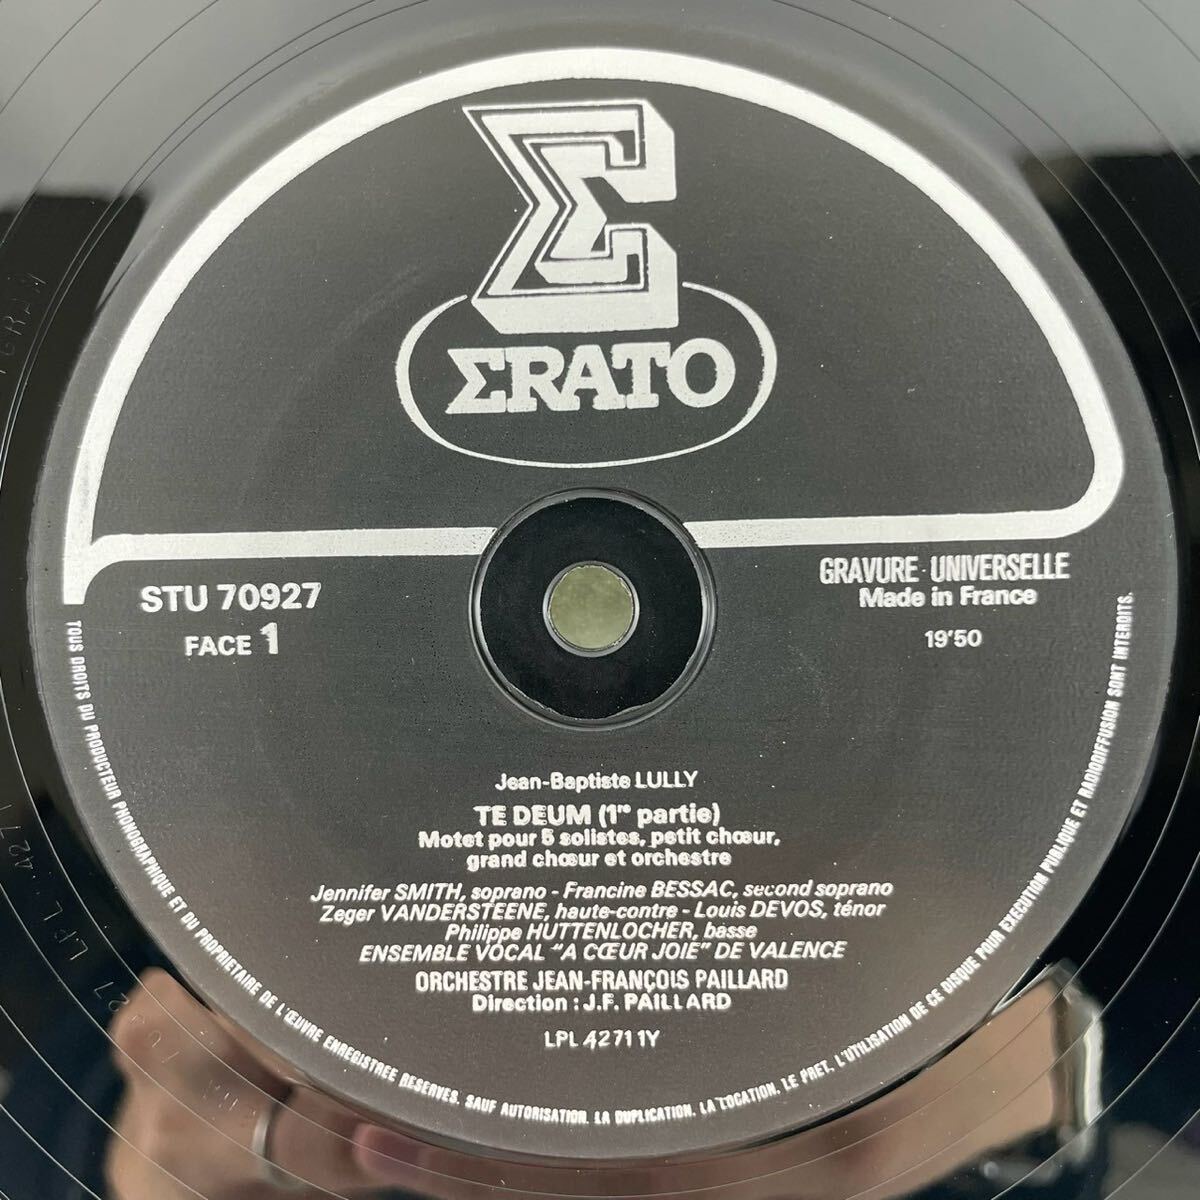 Σ
ΣRATO
STU 70927
FACE 1
GRAVURE · UNIVERSELLE
Made in France
19'50
Jean-Baptiste LULLY
TE DEUM (1re partie)
Motet pour 5 solistes, petit chœur,
grand chœur et orchestre
Jennifer SMITH, soprano - Francine BESSAC, second soprano
Zeger VANDERSTEENE, haute-contre - Louis DEVOS, ténor
Philippe HUTTENLOCHER, basse
ENSEMBLE VOCAL "A CŒUR JOIE" DE VALENCE
ORCHESTRE JEAN-FRANÇOIS PAILLARD
Direction : J.F. PAILLARD
LPL 42711Y
TOUS DROITS DU PRODUCTEUR PHONOGRAPHIQUE ET DU PROPRIETAIRE DE L'ŒUVRE ENREGISTREE RESERVES. SAUF AUTORISATION. LA DUPLICATION. LA LOCATION. LE PRET. L'UTILISATION DE CE DISQUE POUR EXECUTION PUBLIQUE ET RADIODIFFUSION SONT INTERDITS.